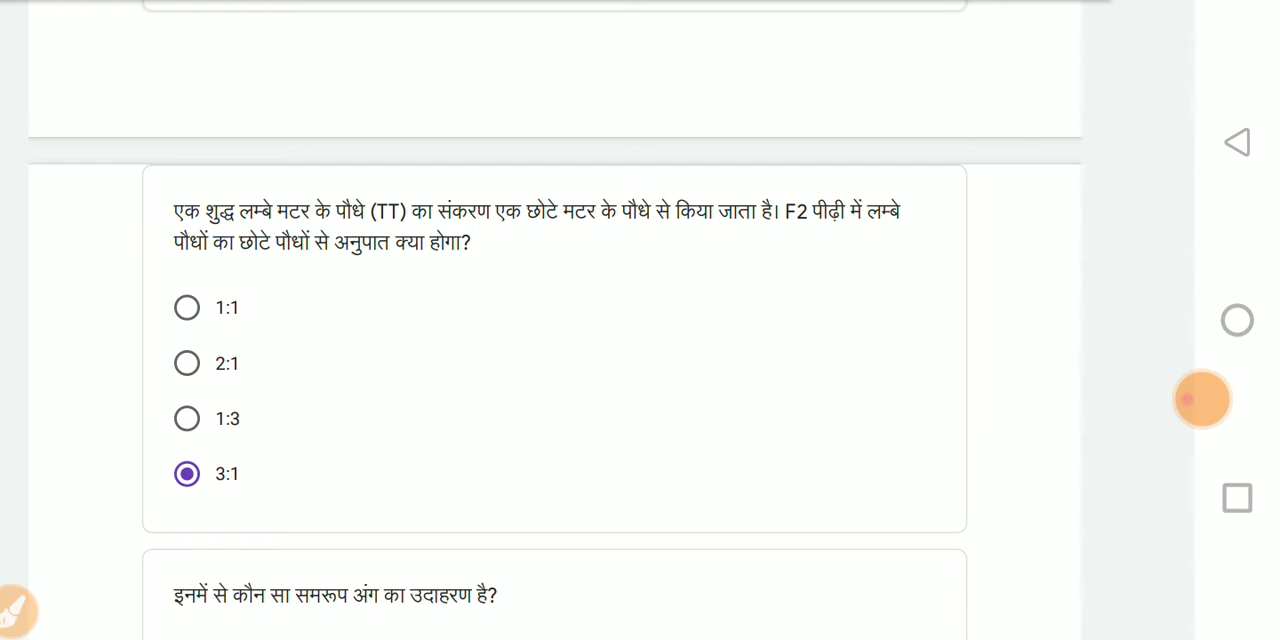 एक शुद्ध लम्बे मटर के पौधे (TT) का संकरण एक छोटे मटर के पौधे से किया जाता है। F2 पीढ़ी में लम्बे
पौधों का छोटे पौधों से अनुपात क्या होगा?
1:1
2:1
1:3
3:1
इनमें से कौन सा समरूप अंग का उदाहरण है?